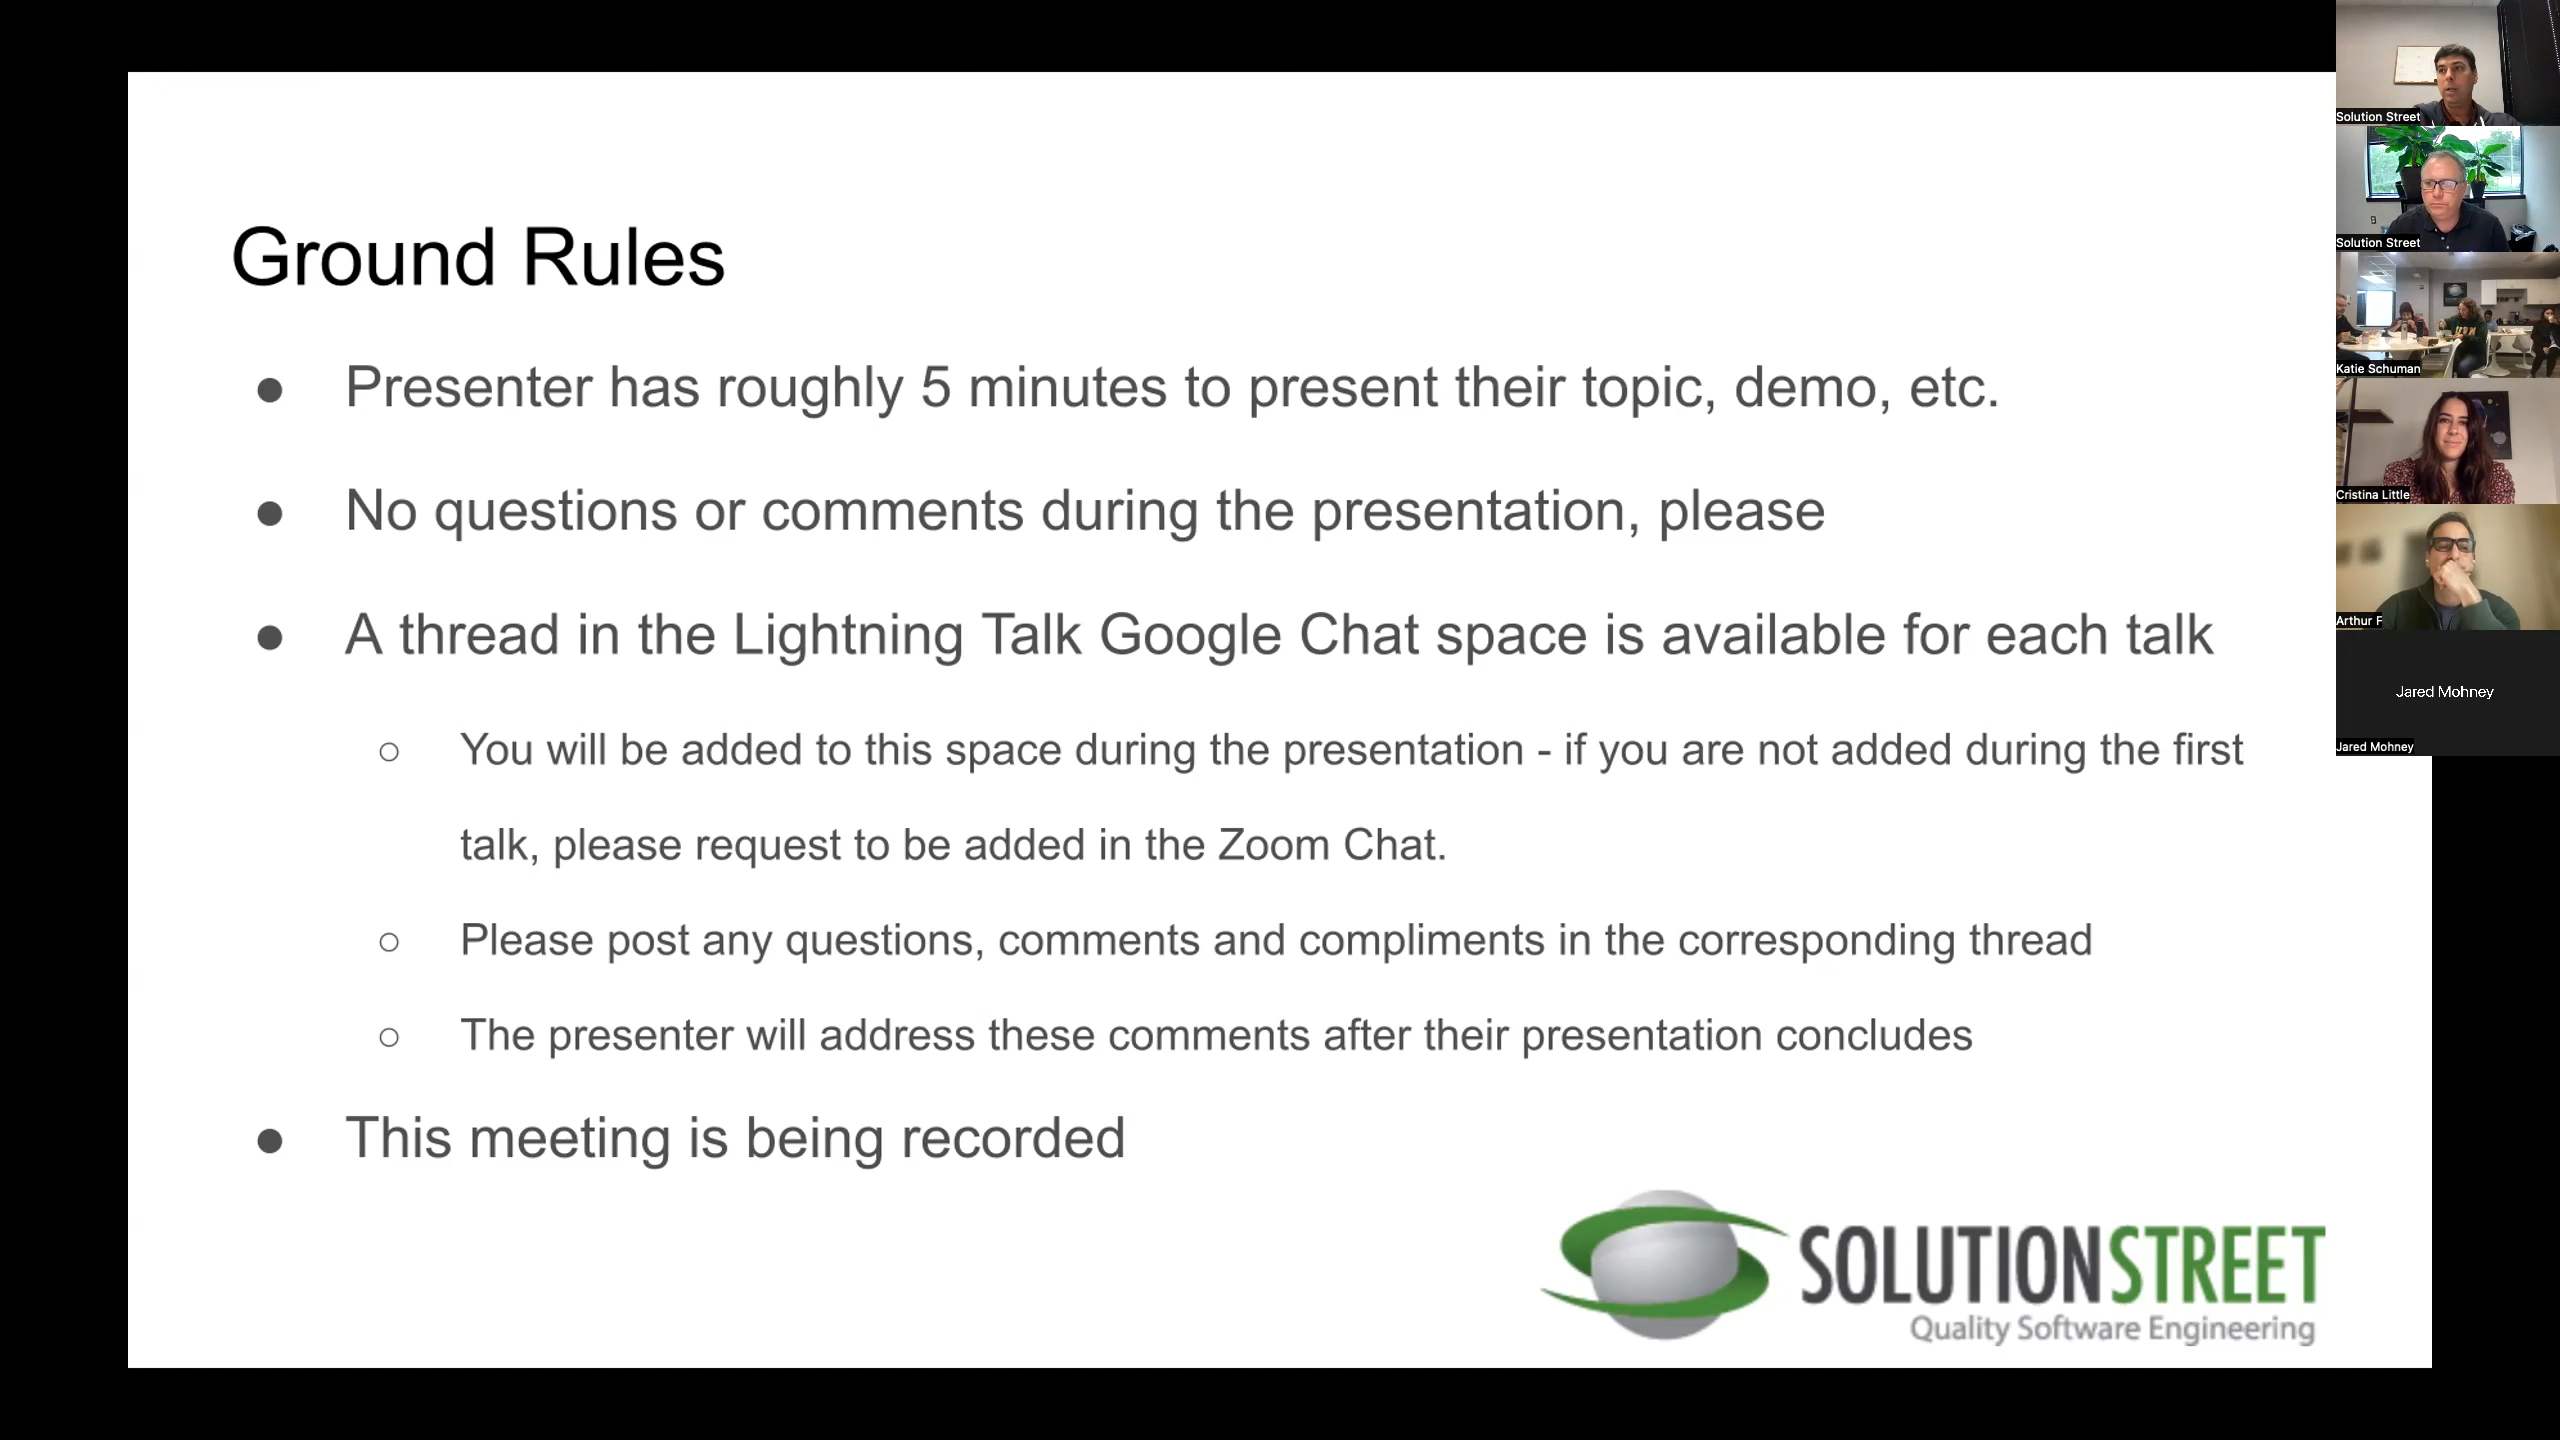 Ground Rules
● Presenter has roughly 5 minutes to present their topic, demo, etc.
● No questions or comments during the presentation, please
● A thread in the Lightning Talk Google Chat space is available for each talk
○ You will be added to this space during the presentation - if you are not added during the first
talk, please request to be added in the Zoom Chat.
○ Please post any questions, comments and compliments in the corresponding thread
○ The presenter will address these comments after their presentation concludes
● This meeting is being recorded
SOLUTIONSTREET
Quality Software Engineering
Solution Street
Solution Street
Katie Schuman
Cristina Little
Arthur F
Jared Mohney
Jared Mohney